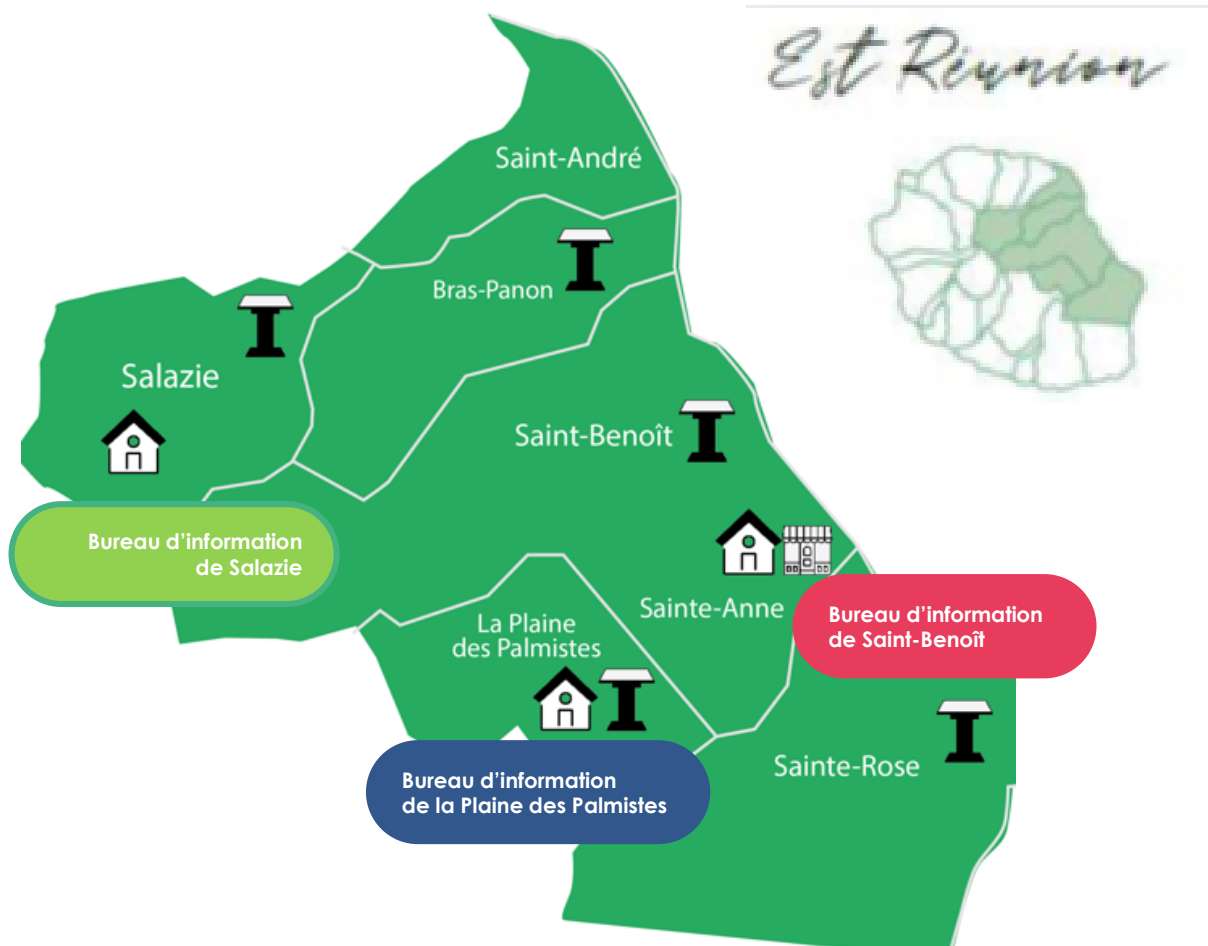 Est Réunion
Saint-André
Bras-Panon
Salazie
Saint-Benoît
Bureau d'information
de Salazie
Sainte-Anne
Bureau d'information
de Saint-Benoît
La Plaine
des Palmistes
Bureau d'information
de la Plaine des Palmistes
Sainte-Rose